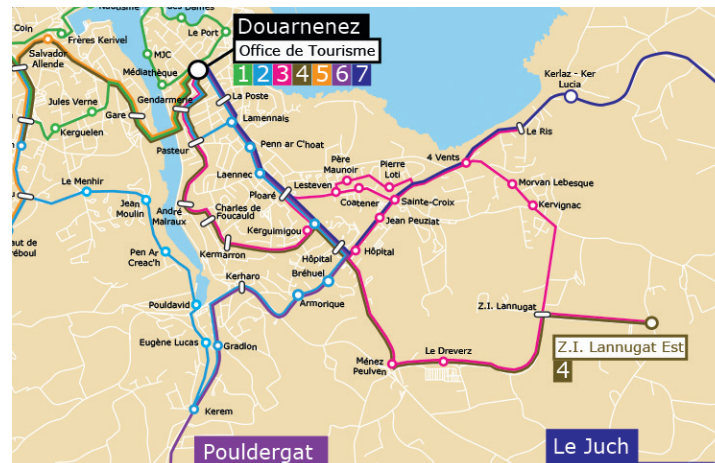 Coin
Frères Kerivel
Salvador
Allende
MJC
Médiathèque
Jules Verne
Kerguelen
Gare
Gendarmerie
Le Port
Douarnenez
Office de Tourisme
1 2 3 4 5 6 7
La Poste
Lamennais
Pasteur
Penn ar C'hoat
Laennec
Ploaré
Lesteven
Père
Maunoir
Pierre
Loti
Coatener
Sainte-Croix
4 Vents
Le Ris
Kerlaz - Ker
Lucia
Morvan Lebesque
Kervignac
Jean Peuziat
Le Menhir
Jean
Moulin
André
Malraux
Charles de
Foucauld
Kerguimigou
Kermarron
Hôpital
Hôpital
Pen Ar
Creac'h
Kerharo
Bréhuel
Armorique
Pouldavid
Eugène Lucas
Gradlon
Kerem
Ménez
Peulven
Le Dreverz
Z.I. Lannugat
Z.I. Lannugat Est
4
Pouldergat
Le Juch